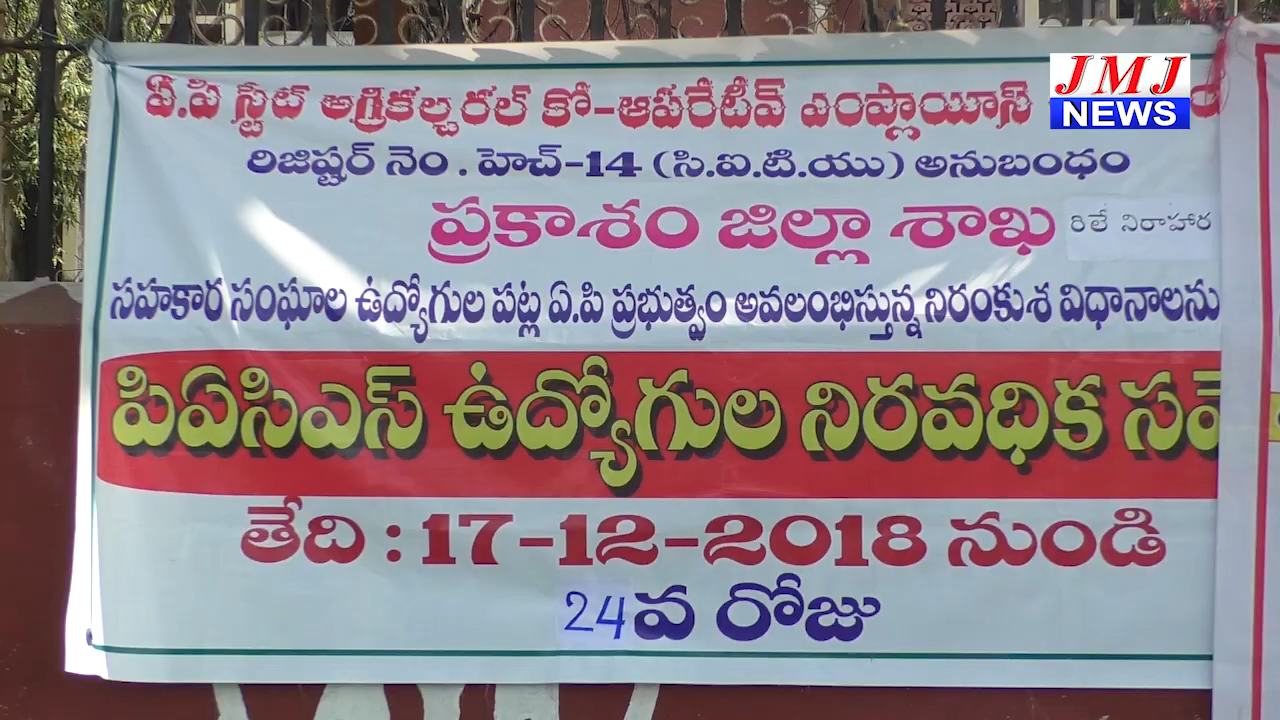 JMJ
NEWS
ఏ.పి స్టేట్ అగ్రికల్చరల్ కో-ఆపరేటివ్ ఎంప్లాయీస్
రిజిష్టర్ నెం. హెచ్-14 (సి.ఐ.టి.యు) అనుబంధం
ప్రకాశం జిల్లా శాఖ రిలే నిరాహార
సహకార సంఘాల ఉద్యోగుల పట్ల ఏ.పి ప్రభుత్వం అవలంభిస్తున్న నిరంకుశ విధానాలను
పిఏసిఎస్ ఉద్యోగుల నిరవధిక
తేది : 17-12-2018 నుండి
24వ రోజు